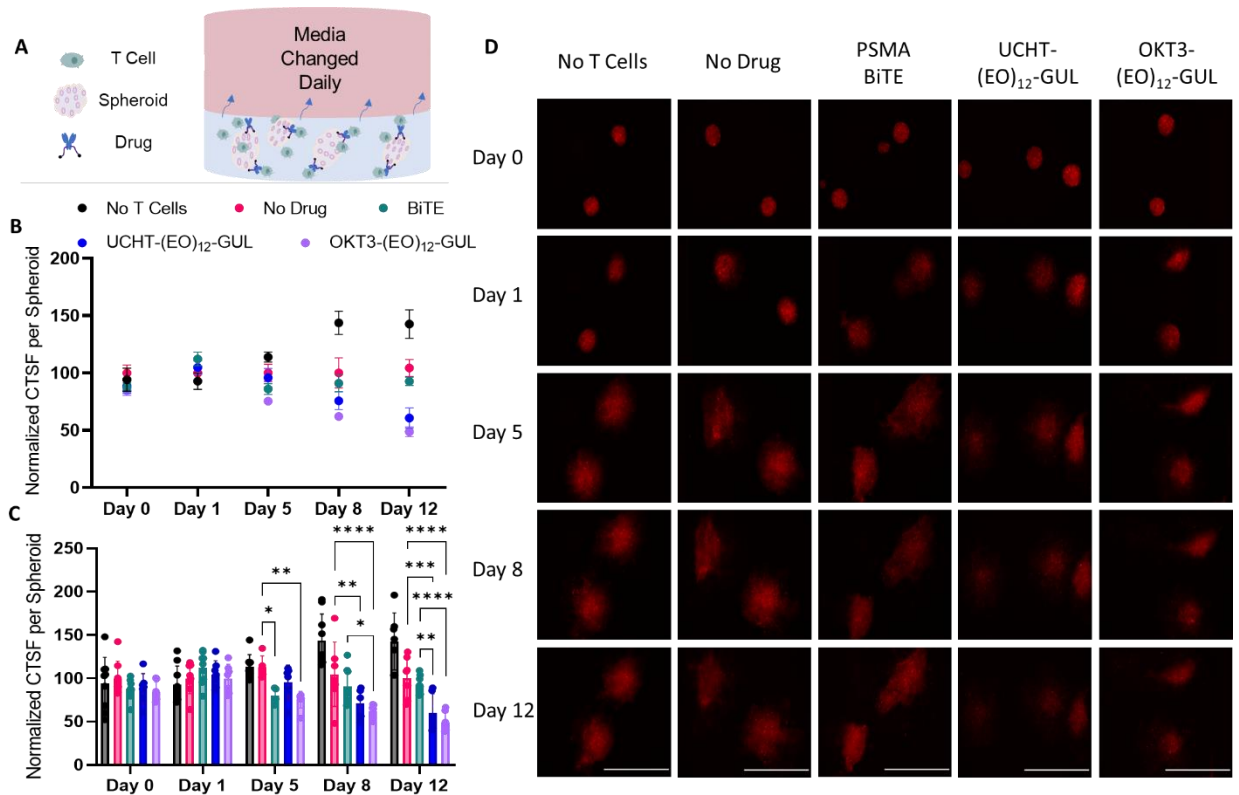 A
T Cell
Spheroid
Drug
Media
Changed
Daily
No T Cells
No Drug
BiTE
UCHT-(EO)₁₂-GUL
OKT3-(EO)₁₂-GUL
B
Normalized CTSF per Spheroid
200
150
100
50
0
Day 0
Day 1
Day 5
Day 8
Day 12
C
Normalized CTSF per Spheroid
250
200
150
100
50
0
**
*
****
**
*
****
***
****
**
Day 0
Day 1
Day 5
Day 8
Day 12
D
No T Cells
No Drug
PSMA
BiTE
UCHT-
(EO)₁₂-GUL
OKT3-
(EO)₁₂-GUL
Day 0
Day 1
Day 5
Day 8
Day 12